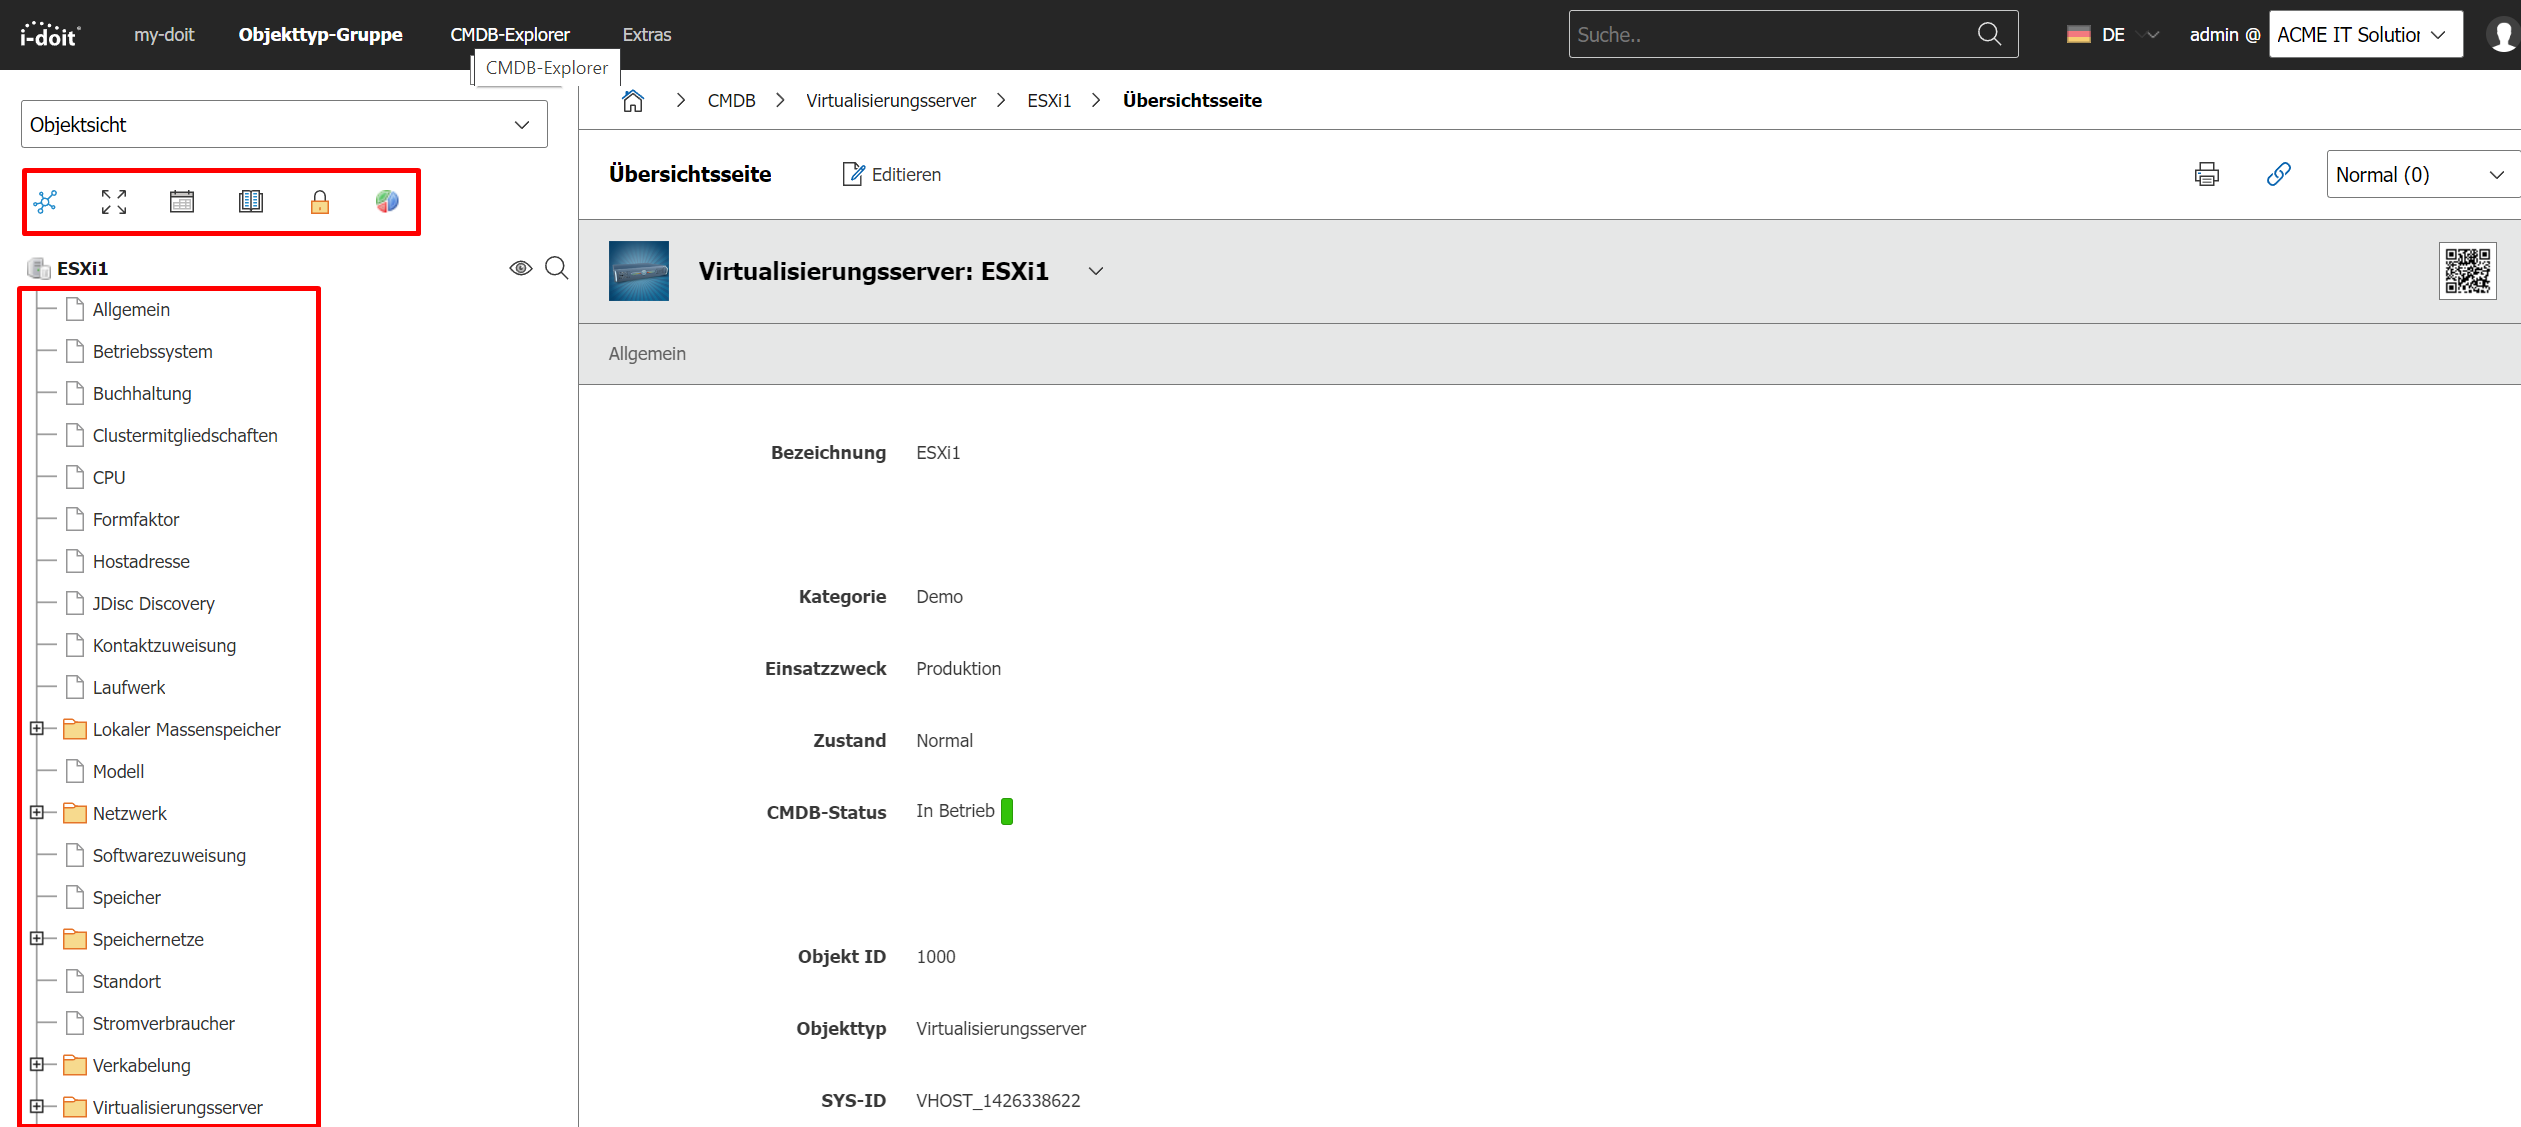 i-doit
my-doit
Objekttyp-Gruppe
CMDB-Explorer
Extras
Suche..
DE
admin @
ACME IT Solution
CMDB-Explorer
Objektsicht
CMDB
Virtualisierungsserver
ESXi1
Übersichtsseite
Übersichtsseite
Editieren
Normal (0)
ESXi1
Allgemein
Betriebssystem
Buchhaltung
Clustermitgliedschaften
CPU
Formfaktor
Hostadresse
JDisc Discovery
Kontaktzuweisung
Laufwerk
Lokaler Massenspeicher
Modell
Netzwerk
Softwarezuweisung
Speicher
Speichernetze
Standort
Stromverbraucher
Verkabelung
Virtualisierungsserver
Virtualisierungsserver: ESXi1
Allgemein
Bezeichnung ESXi1
Kategorie Demo
Einsatzzweck Produktion
Zustand Normal
CMDB-Status In Betrieb
Objekt ID 1000
Objekttyp Virtualisierungsserver
SYS-ID VHOST_1426338622